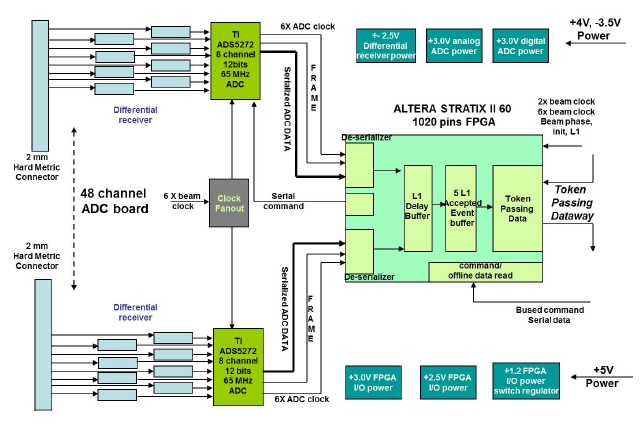 TI
ADS5272
8 channel
12bits
65 MHz
ADC
6X ADC clock
FRAME
Serialized ADC DATA
Differential
receiver
2 mm
Hard Metric
Connector
+- 2.5V
Differential
receiver power
+3.0V analog
ADC power
+3.0V digital
ADC power
+4V, -3.5V
Power
ALTERA STRATIX II 60
1020 pins FPGA
2x beam clock
6x beam clock
Beam phase,
init, L1
De-serializer
L1
Delay
Buffer
5 L1
Accepted
Event
buffer
Token
Passing
Data
Token
Passing
Dataway
48 channel
ADC board
6 X beam
clock
Clock
Fanout
Serial
command
De-serializer
command/
offline data read
Bused command
Serial data
2 mm
Hard Metric
Connector
Differential
receiver
Serialized ADC DATA
FRAME
TI
ADS5272
8 channel
12 bits
65 MHz
ADC
6X ADC clock
+3.0V FPGA
I/O power
+2.5V FPGA
I/O power
+1.2 FPGA
I/O power
switch regulator
+5V
Power